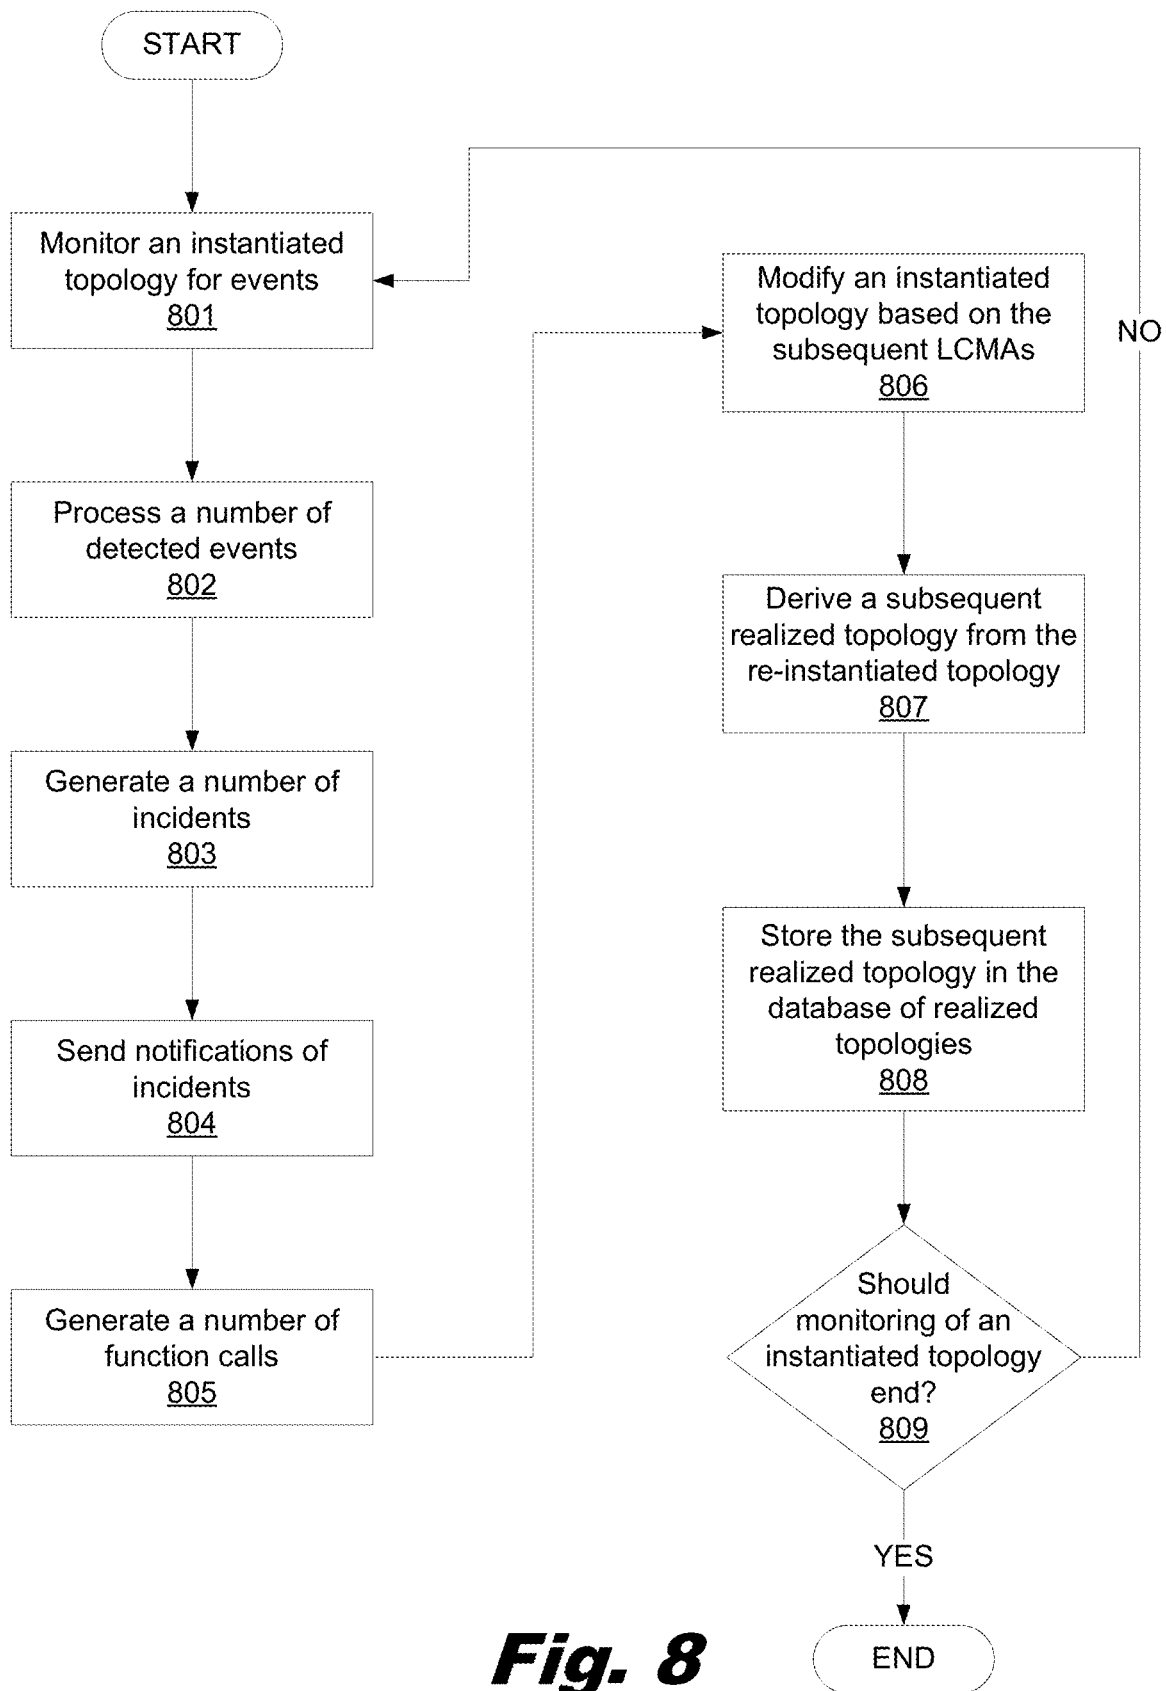 START
Monitor an instantiated
topology for events
801
Process a number of
detected events
802
Generate a number of
incidents
803
Send notifications of
incidents
804
Generate a number of
function calls
805
Modify an instantiated
topology based on the
subsequent LCMAs
806
NO
Derive a subsequent
realized topology from the
re-instantiated topology
807
Store the subsequent
realized topology in the
database of realized
topologies
808
Should
monitoring of an
instantiated topology
end?
809
YES
END
Fig. 8